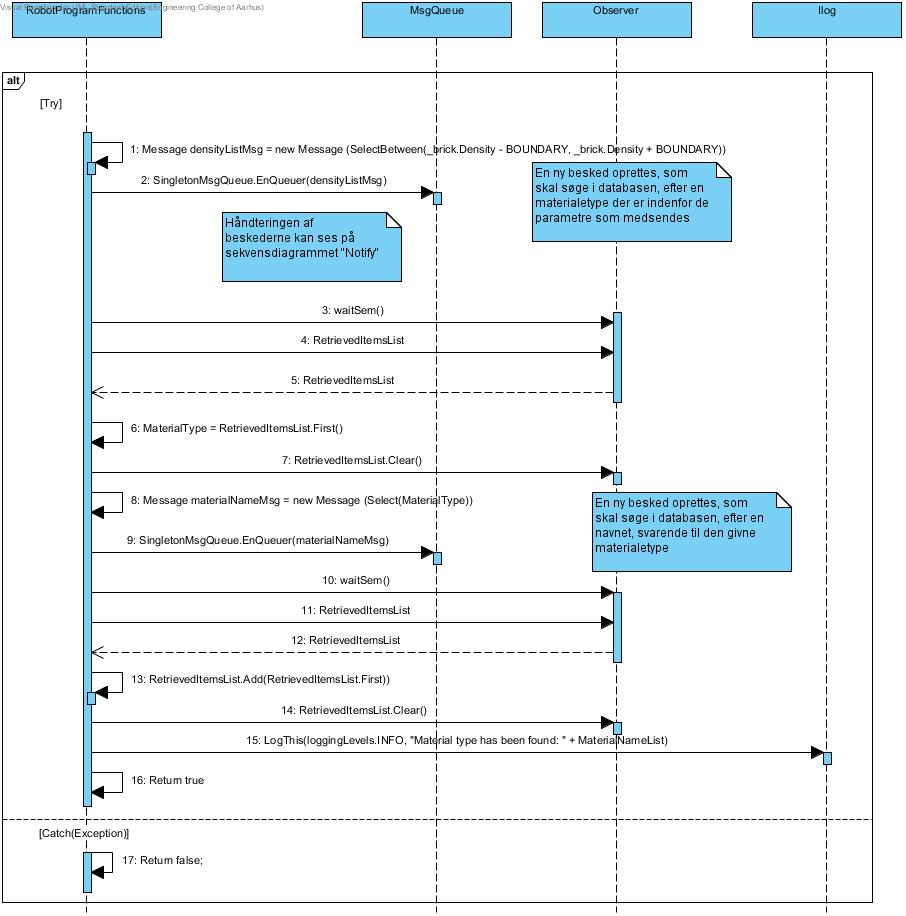 RobotProgramFunctions
MsgQueue
Observer
Ilog
alt
[Try]
1: Message densityListMsg = new Message (SelectBetween(_brick.Density - BOUNDARY, _brick.Density + BOUNDARY))
2: SingletonMsgQueue.EnQueuer(densityListMsg)
En ny besked oprettes, som
skal søge i databasen, efter en
materialetype der er indenfor de
parametre som medsendes
Håndteringen af
beskederne kan ses på
sekvensdiagrammet "Notify"
3: waitSem()
4: RetrievedItemsList
5: RetrievedItemsList
6: MaterialType = RetrievedItemsList.First()
7: RetrievedItemsList.Clear()
8: Message materialNameMsg = new Message (Select(MaterialType))
En ny besked oprettes, som
skal søge i databasen, efter en
navnet, svarende til den givne
materialetype
9: SingletonMsgQueue.EnQueuer(materialNameMsg)
10: waitSem()
11: RetrievedItemsList
12: RetrievedItemsList
13: RetrievedItemsList.Add(RetrievedItemsList.First())
14: RetrievedItemsList.Clear()
15: LogThis(loggingLevels.INFO, "Material type has been found: " + MaterialNameList)
16: Return true
[Catch(Exception)]
17: Return false;